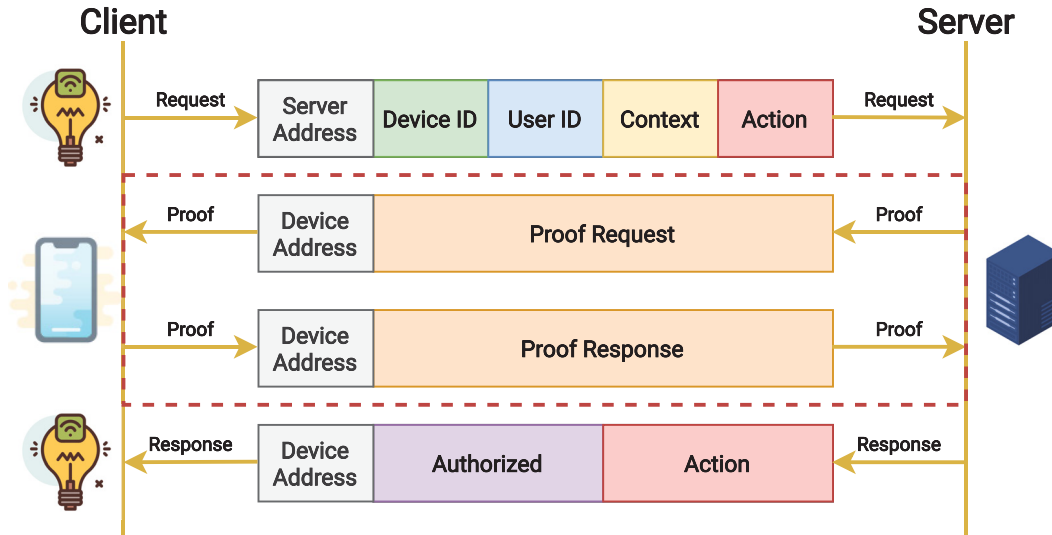 Client
Server
Request
Server
Address
Device ID
User ID
Context
Action
Request
Proof
Device
Address
Proof Request
Proof
Proof
Device
Address
Proof Response
Proof
Response
Device
Address
Authorized
Action
Response